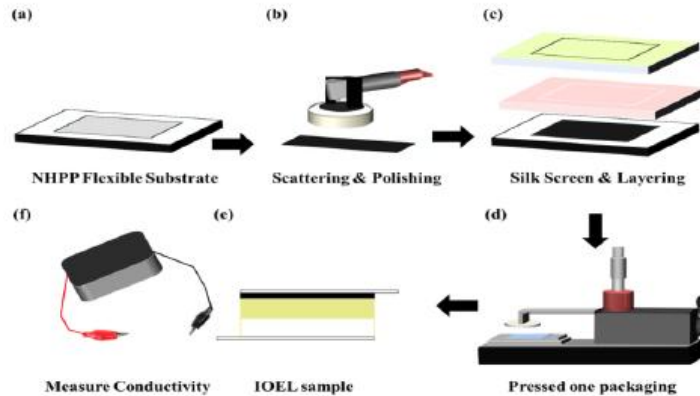 (a)
(b)
(c)
NHPP Flexible Substrate
Scattering & Polishing
Silk Screen & Layering
(f)
(e)
(d)
Measure Conductivity
IOEL sample
Pressed one packaging